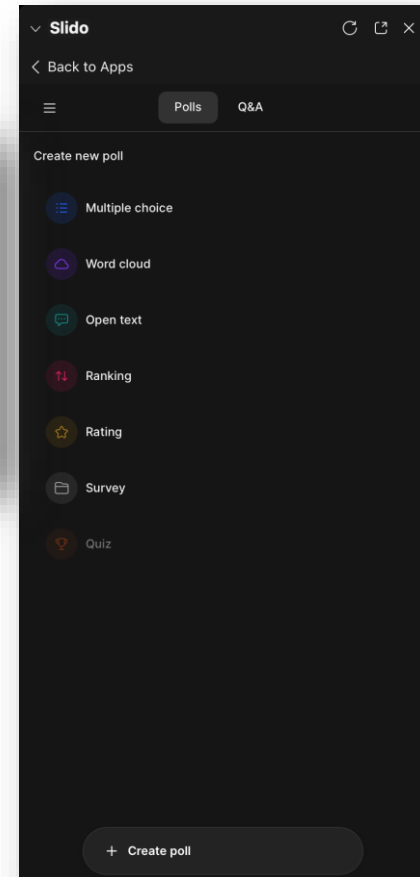 Slido
Back to Apps
Polls Q&A
Create new poll
Multiple choice
Word cloud
Open text
Ranking
Rating
Survey
Quiz
+ Create poll